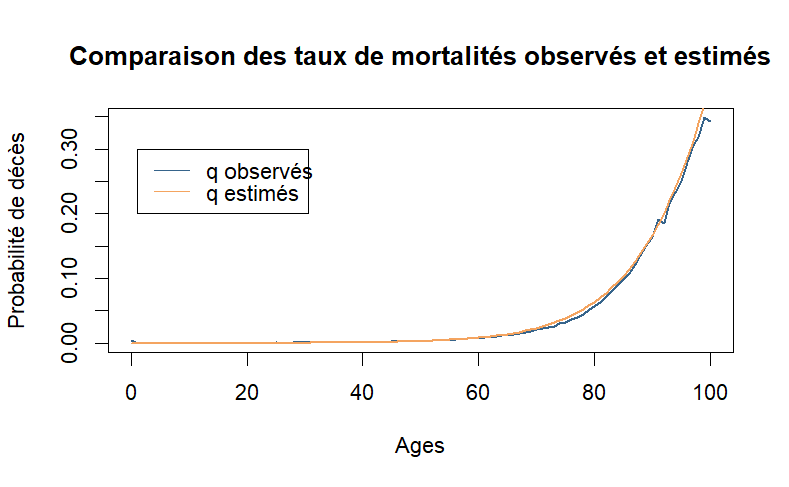 Comparaison des taux de mortalités observés et estimés
Probabilité de décès
0.30
0.20
0.10
0.00
q observés
q estimés
0 20 40 60 80 100
Ages